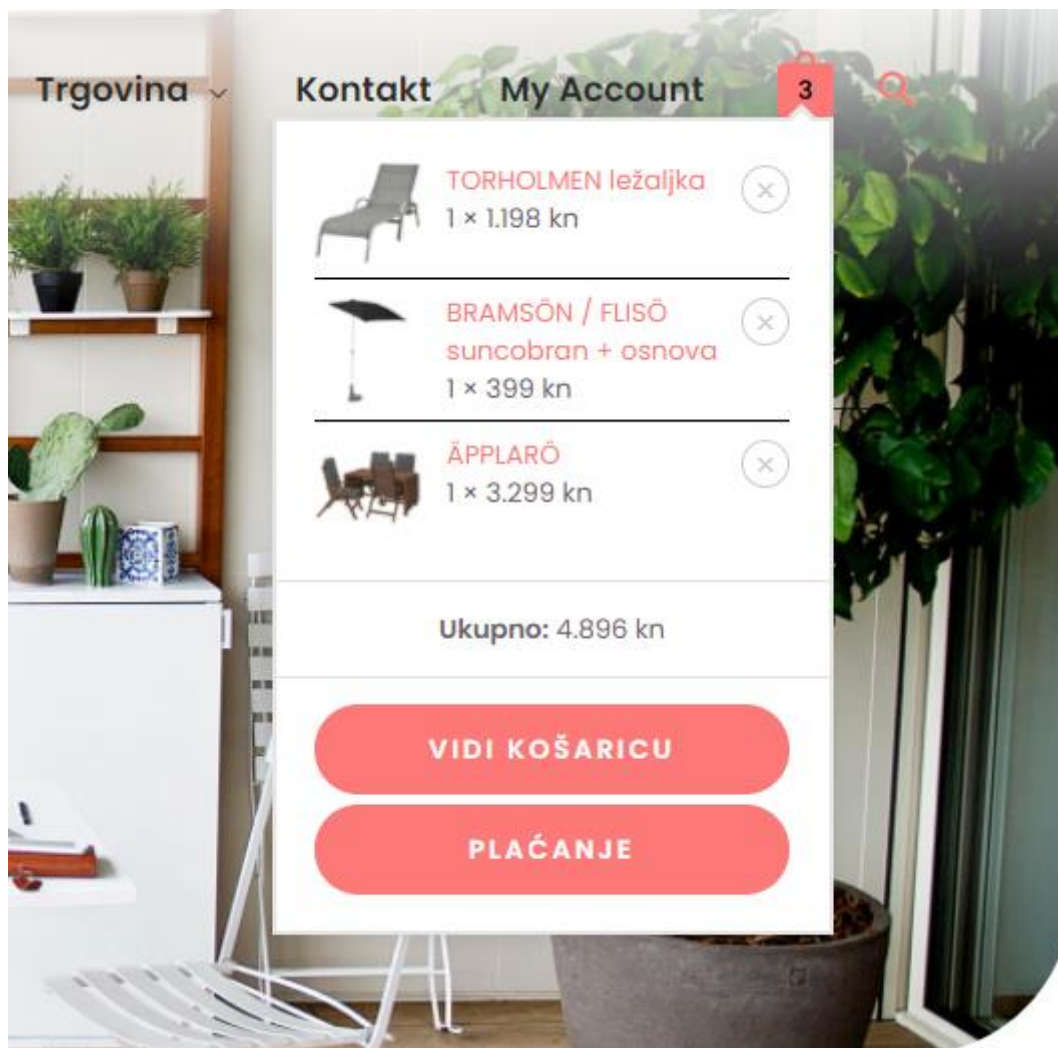 Trgovina
Kontakt
My Account
3
TORHOLMEN ležaljka
1 × 1.198 kn
BRAMSÖN / FLISÖ
suncobran + osnova
1 × 399 kn
ÄPPLARÖ
1 × 3.299 kn
Ukupno: 4.896 kn
VIDI KOŠARICU
PLAĆANJE